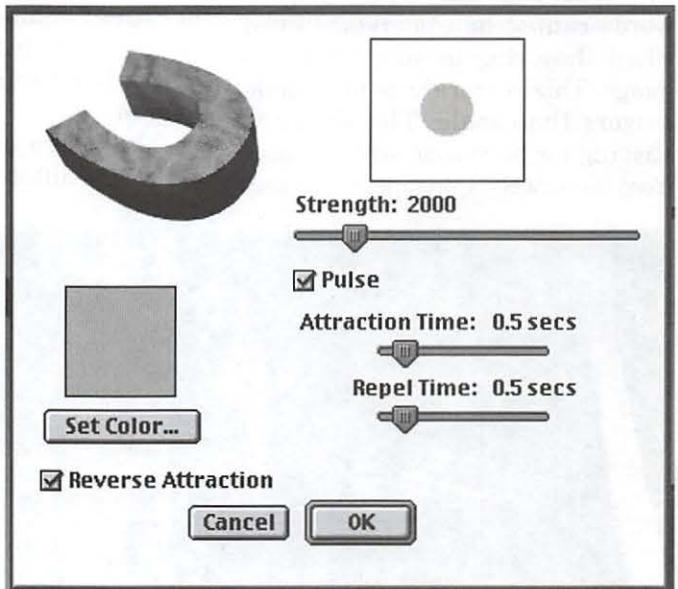 Strength: 2000
Pulse
Attraction Time: 0.5 secs
Repel Time: 0.5 secs
Set Color...
Reverse Attraction
Cancel
OK